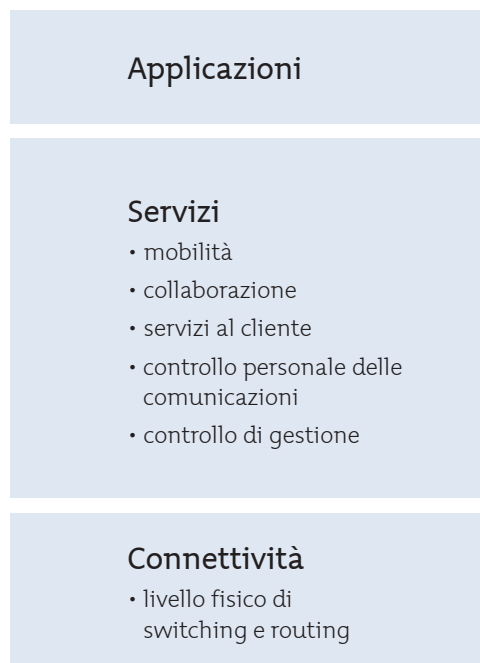 Applicazioni
Servizi
• mobilità
• collaborazione
• servizi al cliente
• controllo personale delle
comunicazioni
• controllo di gestione
Connettività
• livello fisico di
switching e routing